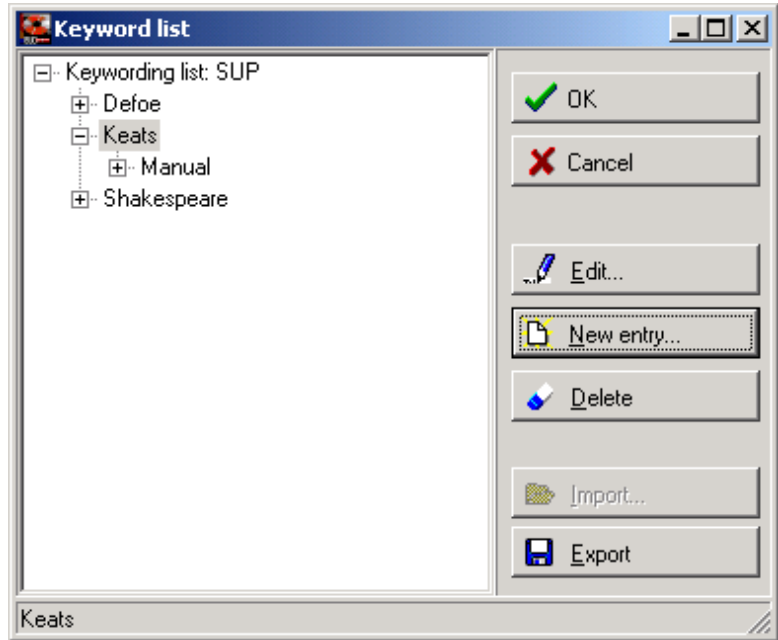 Keyword list
Keywording list: SUP
Defoe
Keats
Manual
Shakespeare
OK
Cancel
Edit...
New entry...
Delete
Import...
Export
Keats